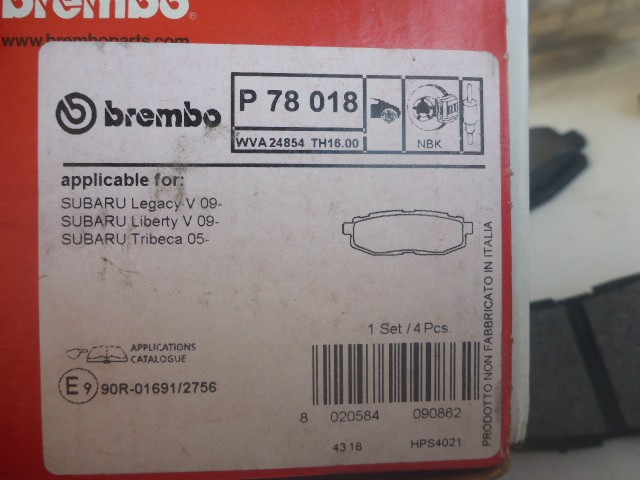 brembo
www.bremboparts.com
brembo
P 78 018
WVA 24854 TH16.00
NBK
applicable for:
SUBARU Legacy V 09-
SUBARU Liberty V 09-
SUBARU Tribeca 05-
1 Set / 4 Pcs.
APPLICATIONS
CATALOGUE
E 9 90R-01691/2756
8 020584 090862
43 18 HPS4021
PRODOTTO NON FABBRICATO IN ITALIA